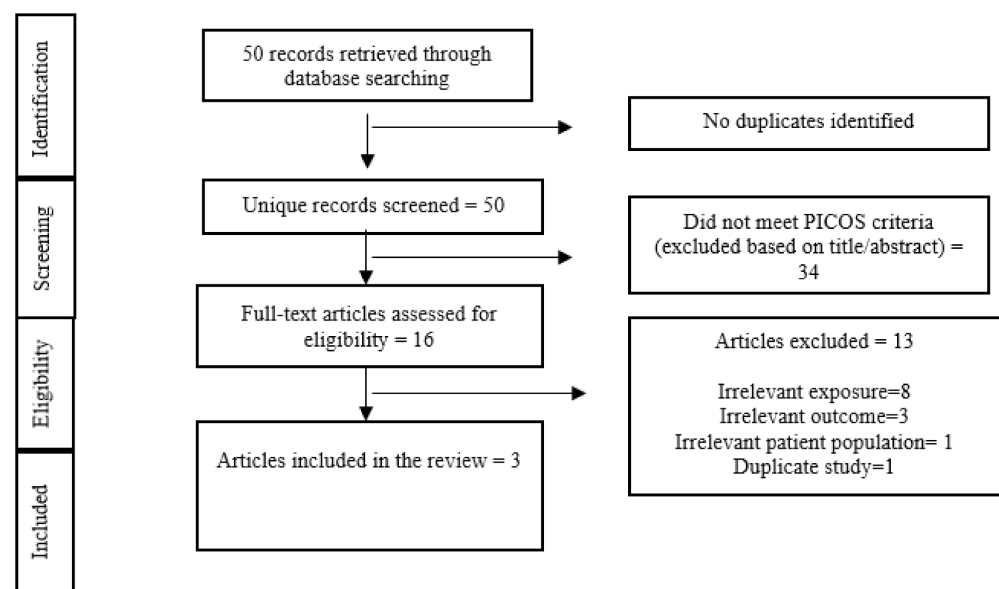 Identification
50 records retrieved through
database searching
No duplicates identified
Screening
Unique records screened = 50
Did not meet PICOS criteria
(excluded based on title/abstract) =
34
Eligibility
Full-text articles assessed for
eligibility = 16
Articles excluded = 13
Irrelevant exposure=8
Irrelevant outcome=3
Irrelevant patient population= 1
Duplicate study=1
Included
Articles included in the review = 3